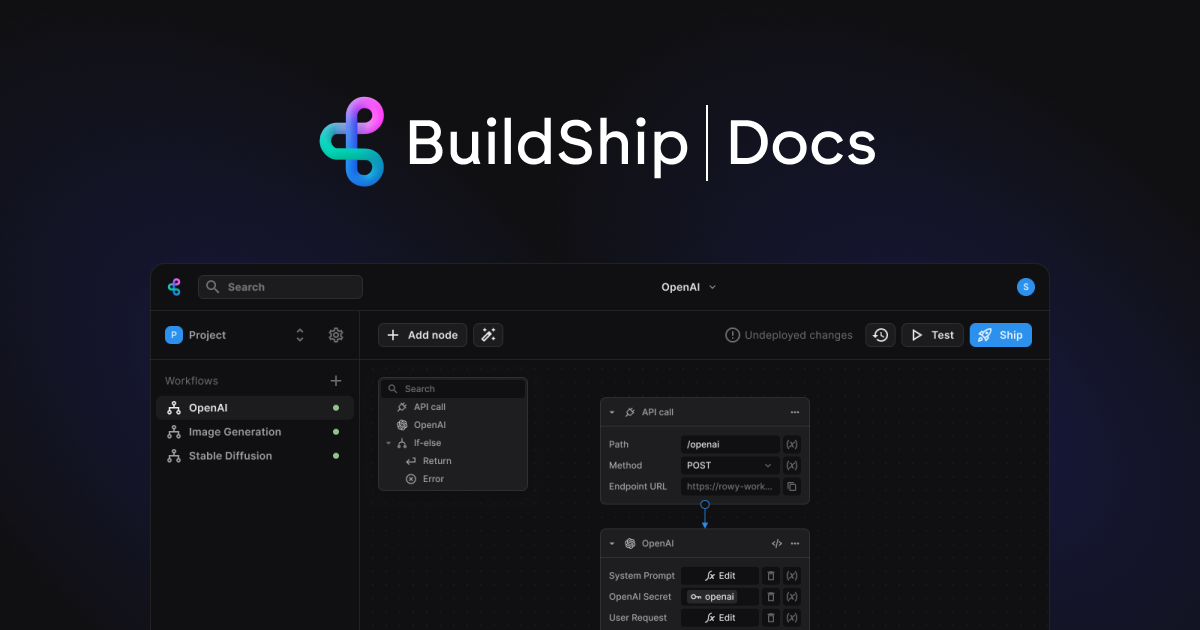 BuildShip | Docs
Search
OpenAI
S
P Project
Add node
Undeployed changes
Test
Ship
Workflows
OpenAI
Image Generation
Stable Diffusion
Search
API call
OpenAI
If-else
Return
Error
API call
Path /openai (x)
Method POST (x)
Endpoint URL https://rowy-work...
OpenAI </>
System Prompt fx Edit (x)
OpenAI Secret openai (x)
User Request fx Edit (x)